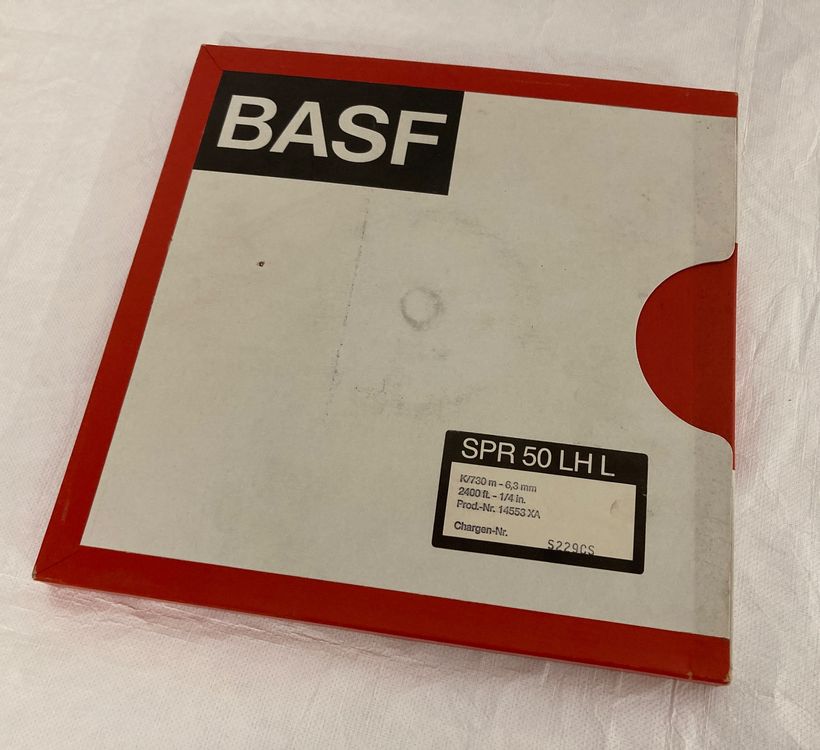 BASF
SPR 50 LH L
K/730 m - 6,3 mm
2400 ft. - 1/4 in.
Prod.-Nr. 14553 XA
Chargen-Nr.
S229CS